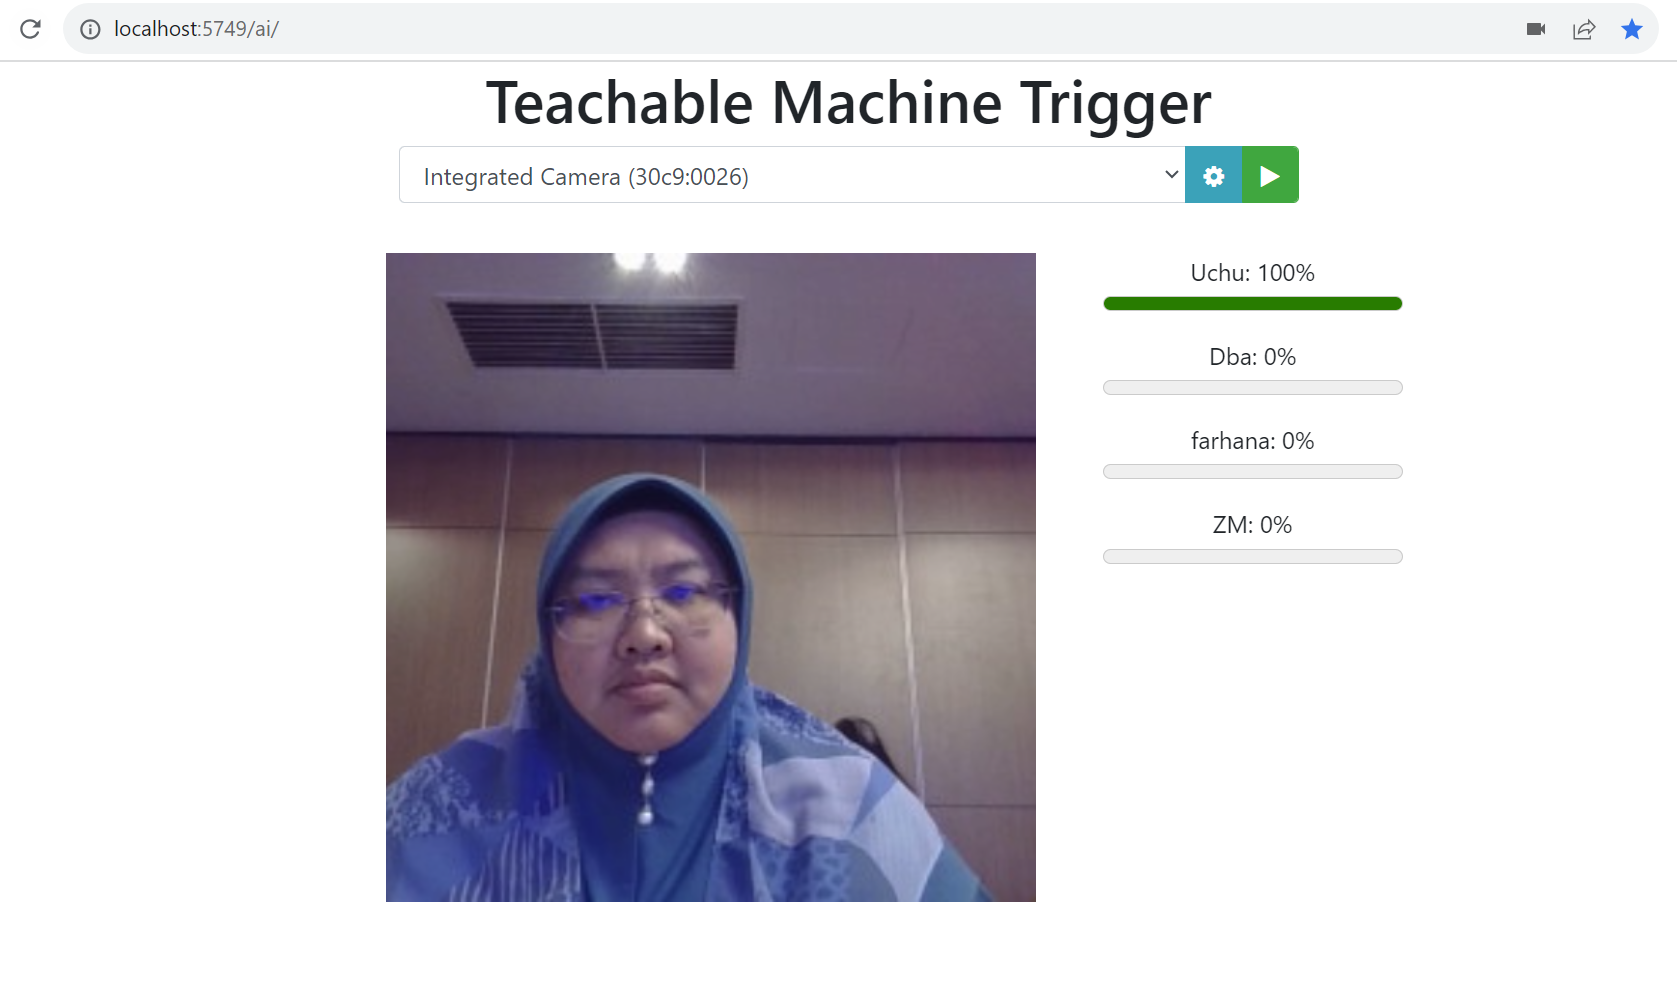 localhost:5749/ai/
Teachable Machine Trigger
Integrated Camera (30c9:0026)
Uchu: 100%
Dba: 0%
farhana: 0%
ZM: 0%